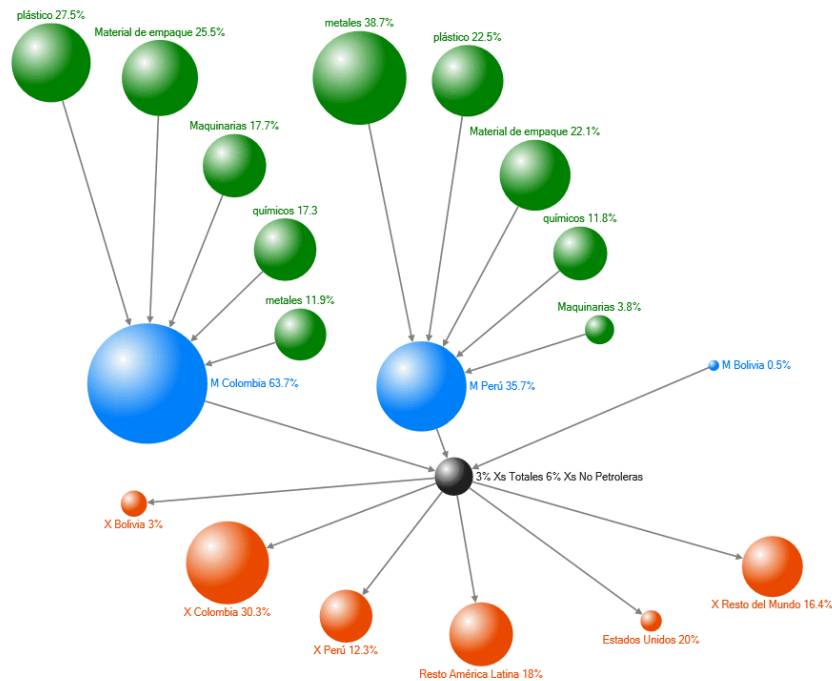 plástico 27.5%
Material de empaque 25.5%
Maquinarias 17.7%
químicos 17.3
metales 11.9%
metales 38.7%
plástico 22.5%
Material de empaque 22.1%
químicos 11.8%
Maquinarias 3.8%
M Colombia 63.7%
M Perú 35.7%
M Bolivia 0.5%
3% Xs Totales 6% Xs No Petroleras
X Bolivia 3%
X Colombia 30.3%
X Perú 12.3%
Resto América Latina 18%
Estados Unidos 20%
X Resto del Mundo 16.4%